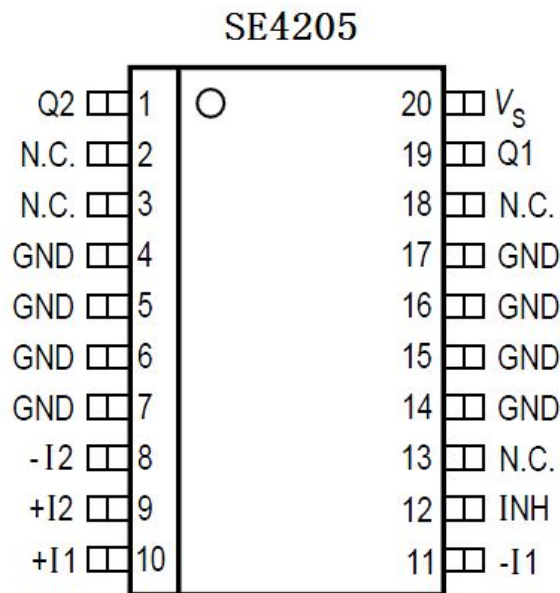 SE4205
Q2 1 20 VS
N.C. 2 19 Q1
N.C. 3 18 N.C.
GND 4 17 GND
GND 5 16 GND
GND 6 15 GND
GND 7 14 GND
-I2 8 13 N.C.
+I2 9 12 INH
+I1 10 11 -I1